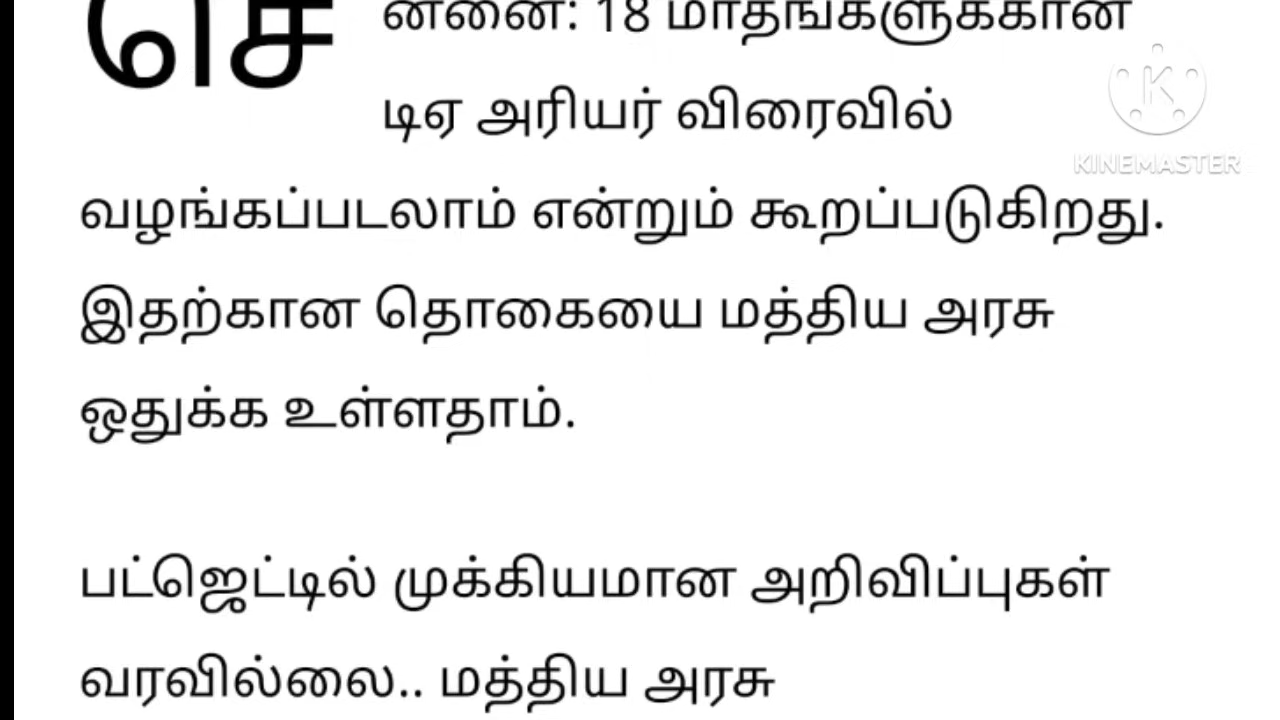 சென்னை: 18 மாதங்களுக்கான
டிஏ அரியர் விரைவில்
வழங்கப்படலாம் என்றும் கூறப்படுகிறது.
இதற்கான தொகையை மத்திய அரசு
ஒதுக்க உள்ளதாம்.
பட்ஜெட்டில் முக்கியமான அறிவிப்புகள்
வரவில்லை.. மத்திய அரசு
K
KINEMASTER